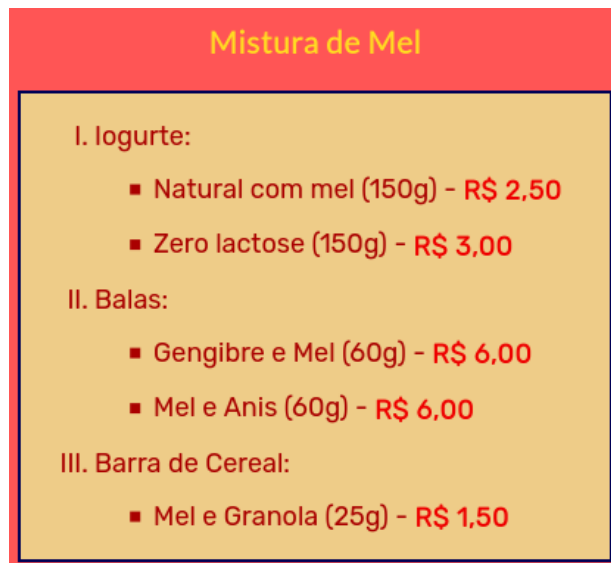 Mistura de Mel
I. Iogurte:
▪ Natural com mel (150g) - R$ 2,50
▪ Zero lactose (150g) - R$ 3,00
II. Balas:
▪ Gengibre e Mel (60g) - R$ 6,00
▪ Mel e Anis (60g) - R$ 6,00
III. Barra de Cereal:
▪ Mel e Granola (25g) - R$ 1,50